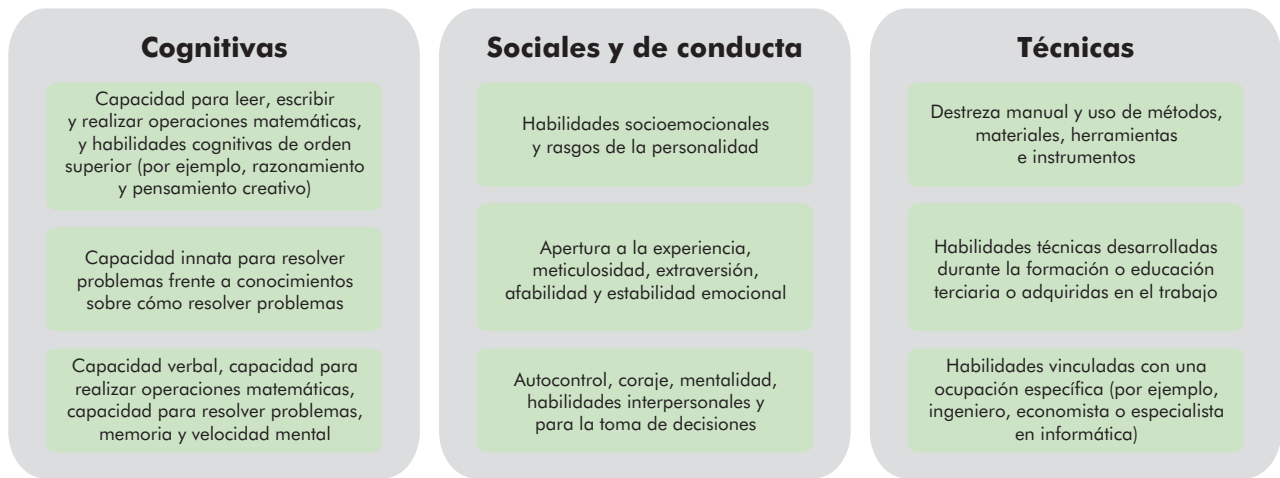 Cognitivas
Capacidad para leer, escribir
y realizar operaciones matemáticas,
y habilidades cognitivas de orden
superior (por ejemplo, razonamiento
y pensamiento creativo)
Capacidad innata para resolver
problemas frente a conocimientos
sobre cómo resolver problemas
Capacidad verbal, capacidad para
realizar operaciones matemáticas,
capacidad para resolver problemas,
memoria y velocidad mental
Sociales y de conducta
Habilidades socioemocionales
y rasgos de la personalidad
Apertura a la experiencia,
meticulosidad, extraversión,
afabilidad y estabilidad emocional
Autocontrol, coraje, mentalidad,
habilidades interpersonales y
para la toma de decisiones
Técnicas
Destreza manual y uso de métodos,
materiales, herramientas
e instrumentos
Habilidades técnicas desarrolladas
durante la formación o educación
terciaria o adquiridas en el trabajo
Habilidades vinculadas con una
ocupación específica (por ejemplo,
ingeniero, economista o especialista
en informática)